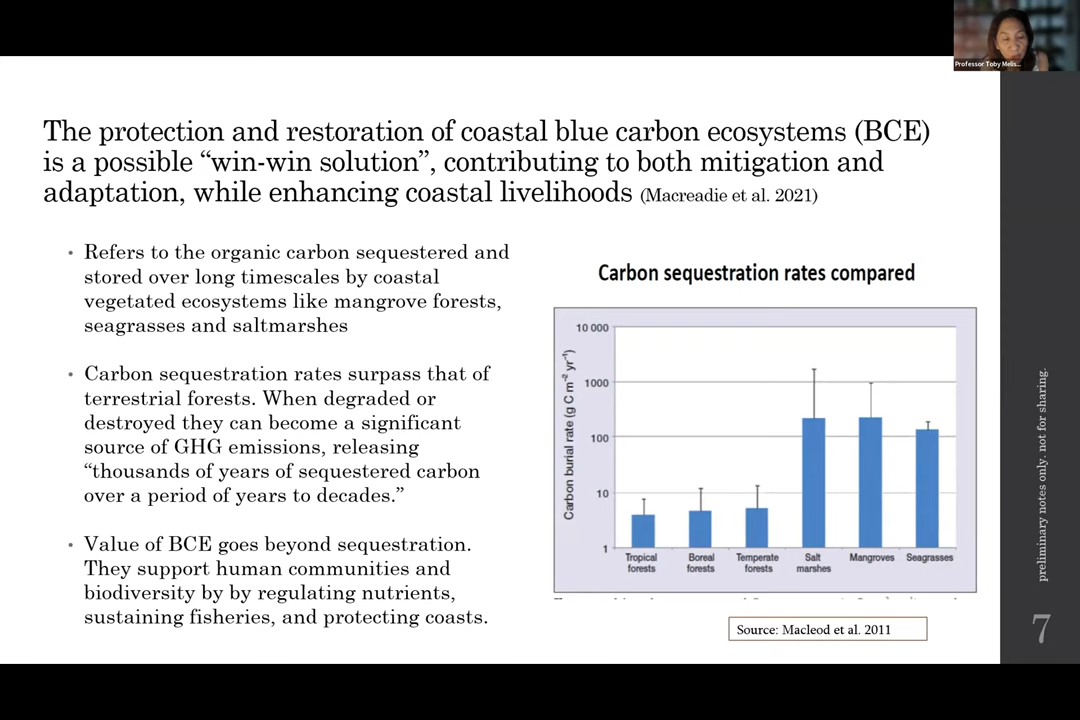 Professor Toby Melis...
The protection and restoration of coastal blue carbon ecosystems (BCE)
is a possible “win-win solution”, contributing to both mitigation and
adaptation, while enhancing coastal livelihoods (Macreadie et al. 2021)
• Refers to the organic carbon sequestered and
stored over long timescales by coastal
vegetated ecosystems like mangrove forests,
seagrasses and saltmarshes
• Carbon sequestration rates surpass that of
terrestrial forests. When degraded or
destroyed they can become a significant
source of GHG emissions, releasing
“thousands of years of sequestered carbon
over a period of years to decades.”
• Value of BCE goes beyond sequestration.
They support human communities and
biodiversity by by regulating nutrients,
sustaining fisheries, and protecting coasts.
Carbon sequestration rates compared
Carbon burial rate (g C m⁻² yr⁻¹)
10 000
1000
100
10
1
Tropical
forests
Boreal
forests
Temperate
forests
Salt
marshes
Mangroves
Seagrasses
Source: Macleod et al. 2011
preliminary notes only. not for sharing.
7